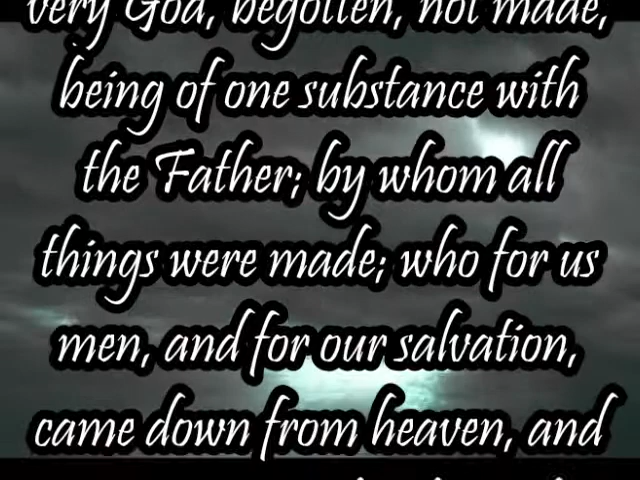 very God, begotten, not made,
being of one substance with
the Father; by whom all
things were made; who for us
men, and for our salvation,
came down from heaven, and